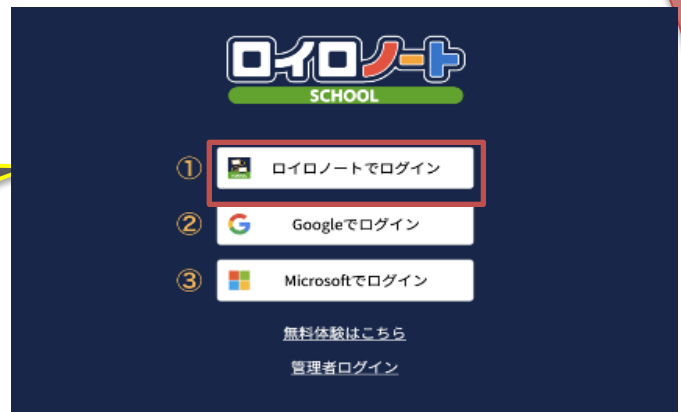 ロイロノート
SCHOOL
① ロイロノートでログイン
② Googleでログイン
③ Microsoftでログイン
無料体験はこちら
管理者ログイン